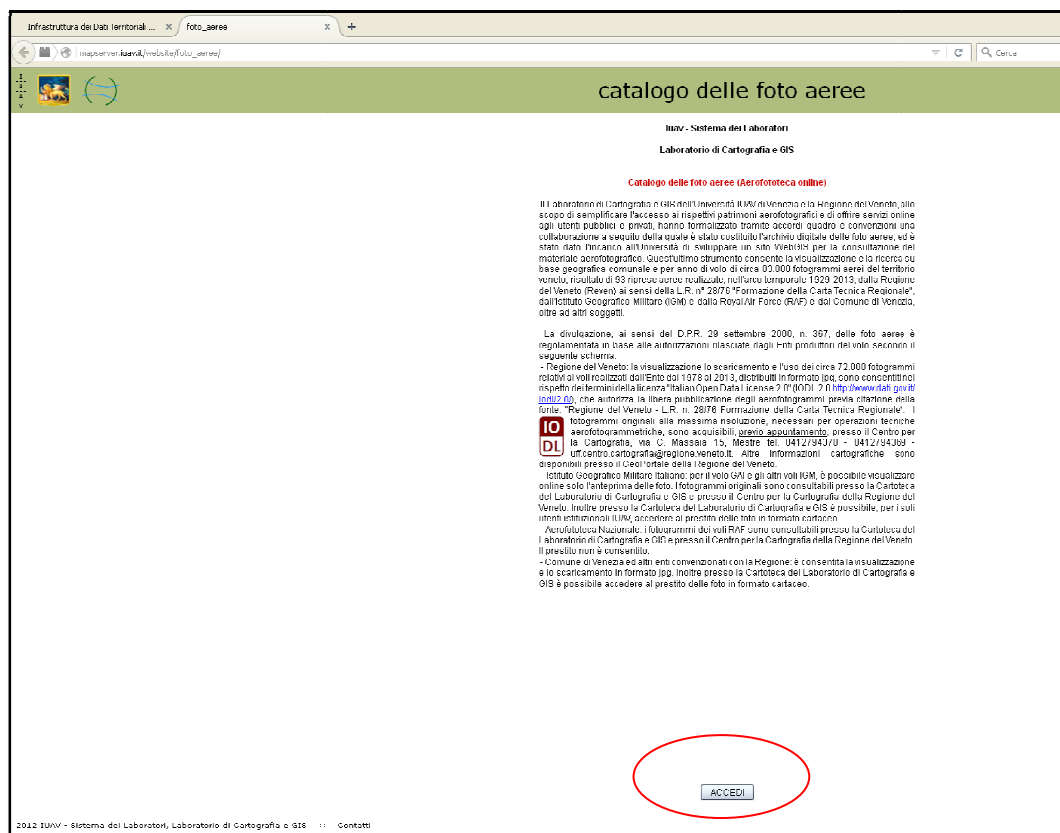 Infrastruttura dei Dati Territoriali ...
foto_aeree
mapserver.iuav.it/website/foto_aeree/
Cerca
I
U
A
V
catalogo delle foto aeree
Iuav - Sistema dei Laboratori
Laboratorio di Cartografia e GIS
Catalogo delle foto aeree (Aerofototeca online)
Il Laboratorio di Cartografia e GIS dell'Università IUAV di Venezia e la Regione del Veneto, allo
scopo di semplificare l'accesso ai rispettivi patrimoni aerofotografici e di offrire servizi online
agli utenti pubblici e privati, hanno formalizzato tramite accordi quadro e convenzioni una
collaborazione a seguito della quale è stato costituito l'archivio digitale delle foto aeree, ed è
stato dato l'incarico all'Università di sviluppare un sito WebGIS per la consultazione del
materiale aerofotografico. Quest'ultimo strumento consente la visualizzazione e la ricerca su
base geografica comunale e per anno di volo di circa 83.000 fotogrammi aerei del territorio
veneto, risultato di 93 riprese aeree realizzate, nell'arco temporale 1929-2013, dalla Regione
del Veneto (Reven) ai sensi della L.R. n° 28/76 "Formazione della Carta Tecnica Regionale",
dall'Istituto Geografico Militare (IGM) e dalla Royal Air Force (RAF) e dal Comune di Venezia,
oltre ad altri soggetti.
La divulgazione, ai sensi del D.P.R. 29 settembre 2000, n. 367, delle foto aeree è
regolamentata in base alle autorizzazioni rilasciate dagli Enti produttori del volo secondo il
seguente schema:
- Regione del Veneto: la visualizzazione lo scaricamento e l'uso dei circa 72.000 fotogrammi
relativi ai voli realizzati dall'Ente dal 1978 al 2013, distribuiti in formato jpg, sono consentiti nel
rispetto dei termini della licenza "Italian Open Data License 2.0" (IODL 2.0 http://www.dati.gov.it/
iodl/2.0/), che autorizza la libera pubblicazione degli aerofotogrammi previa citazione della
fonte: "Regione del Veneto - L.R. n. 28/76 Formazione della Carta Tecnica Regionale". I
IO
DL
fotogrammi originali alla massima risoluzione, necessari per operazioni tecniche
aerofotogrammetriche, sono acquisibili, previo appuntamento, presso il Centro per
la Cartografia, via C. Massaia 15, Mestre tel. 0412794370 - 0412794369 -
uff.centro.cartografia@regione.veneto.it. Altre informazioni cartografiche sono
disponibili presso il GeoPortale della Regione del Veneto.
- Istituto Geografico Militare Italiano: per il volo GAI e gli altri voli IGM, è possibile visualizzare
online solo l'anteprima delle foto. I fotogrammi originali sono consultabili presso la Cartoteca
del Laboratorio di Cartografia e GIS e presso il Centro per la Cartografia della Regione del
Veneto. Inoltre presso la Cartoteca del Laboratorio di Cartografia e GIS è possibile, per i soli
utenti istituzionali IUAV, accedere al prestito delle foto in formato cartaceo.
- Aerofototeca Nazionale: i fotogrammi dei voli RAF sono consultabili presso la Cartoteca del
Laboratorio di Cartografia e GIS e presso il Centro per la Cartografia della Regione del Veneto.
Il prestito non è consentito.
- Comune di Venezia ed altri enti convenzionati con la Regione: è consentita la visualizzazione
e lo scaricamento in formato jpg. Inoltre presso la Cartoteca del Laboratorio di Cartografia e
GIS è possibile accedere al prestito delle foto in formato cartaceo.
ACCEDI
2012 IUAV - Sistema dei Laboratori, Laboratorio di Cartografia e GIS :: Contatti